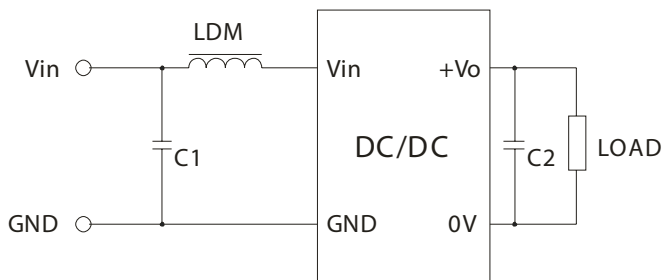 LDM
Vin
Vin
+Vo
C1
DC/DC
C2
LOAD
GND
GND
0V